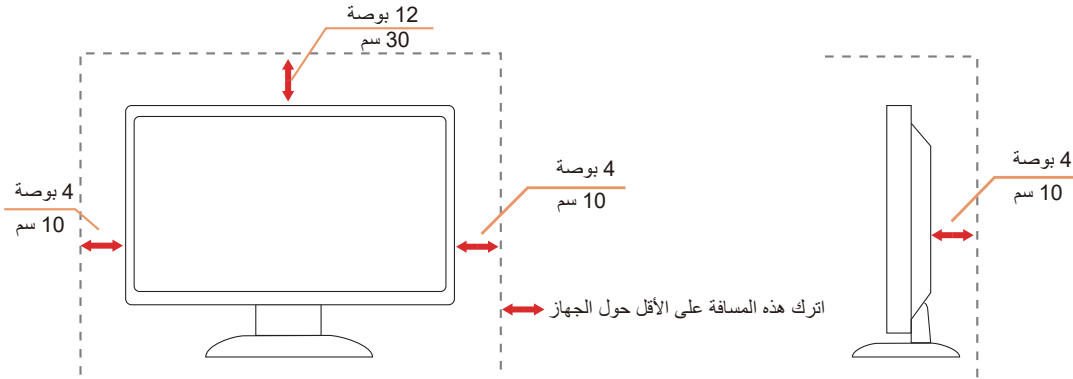 12 بوصة
30 سم
4 بوصة
10 سم
4 بوصة
10 سم
4 بوصة
10 سم
اترك هذه المسافة على الأقل حول الجهاز